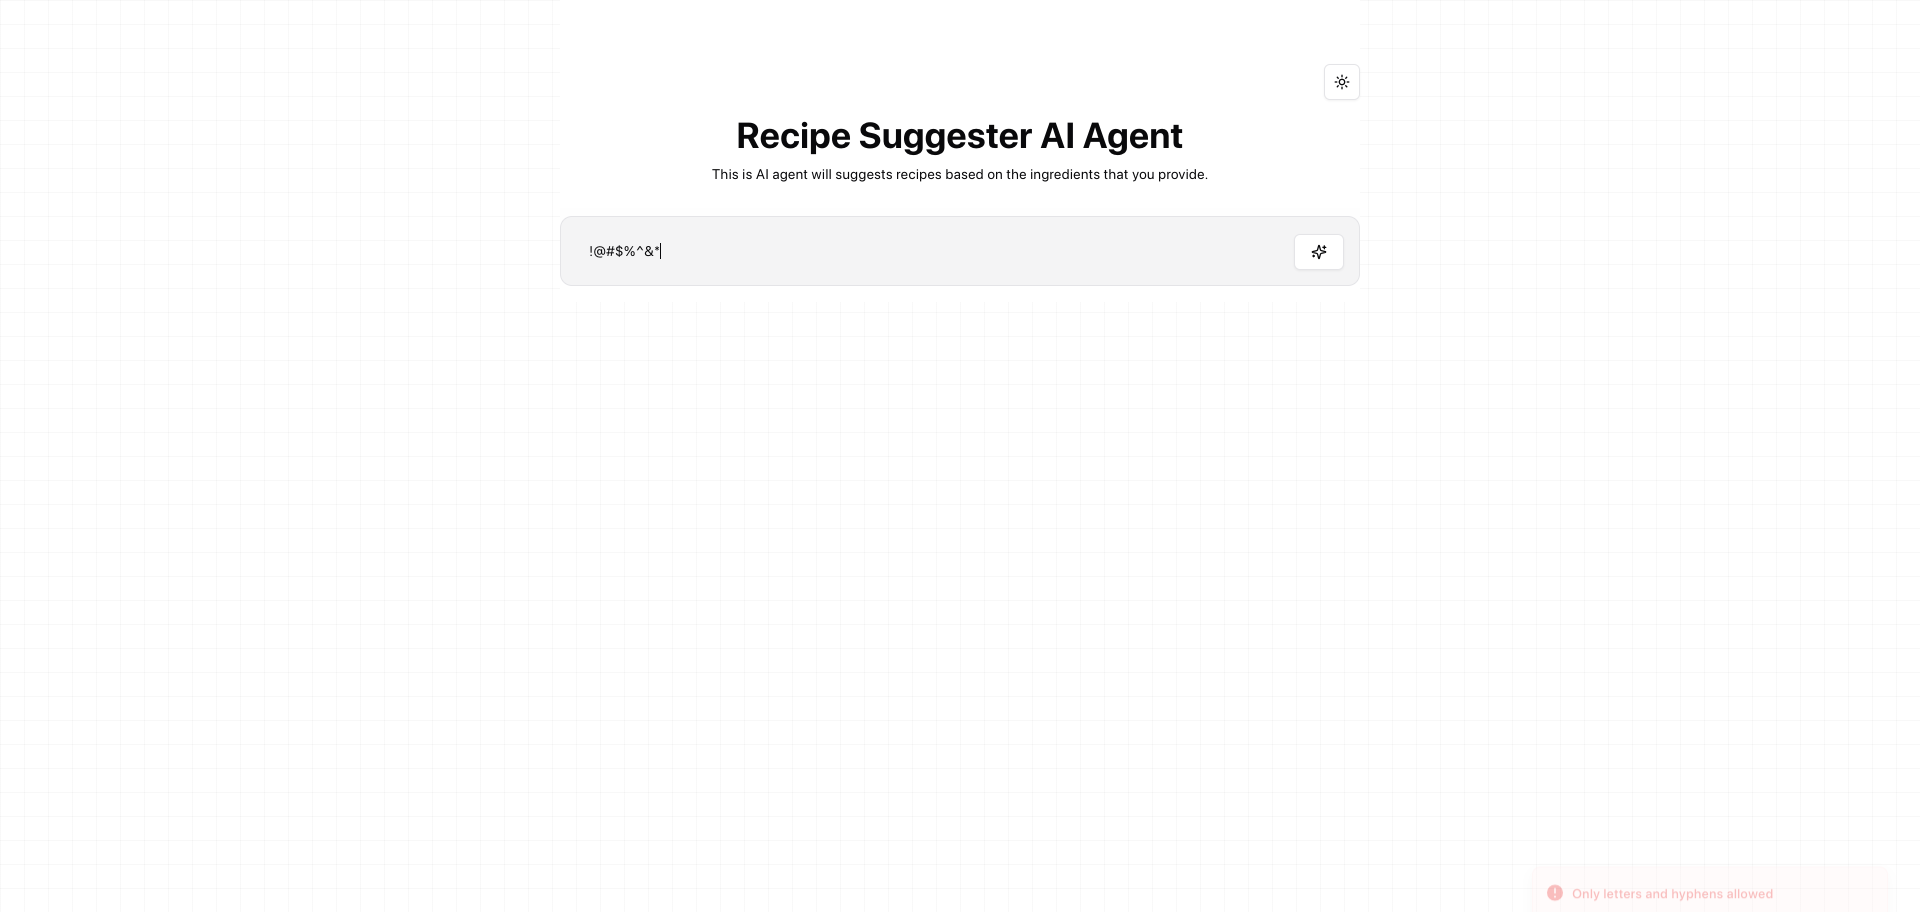 Recipe Suggester AI Agent
This is AI agent will suggests recipes based on the ingredients that you provide.
!@#$%^&*
Only letters and hyphens allowed